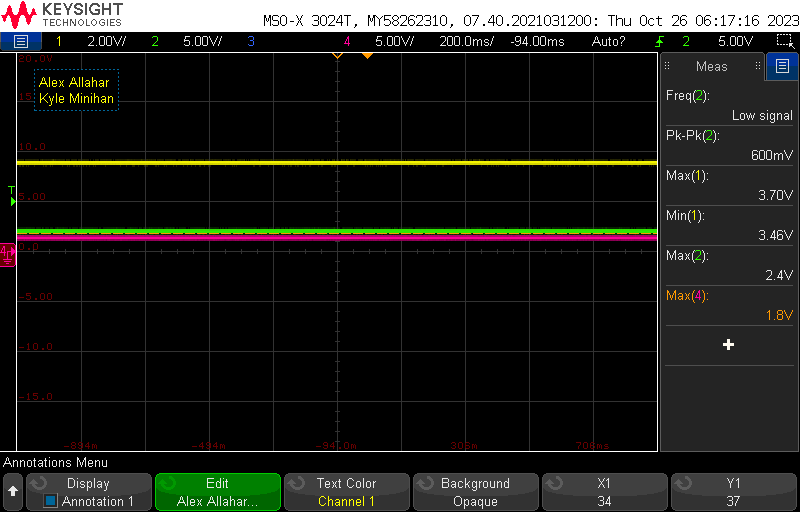 KEYSIGHT
TECHNOLOGIES
MSO-X 3024T, MY58262310, 07.40.2021031200: Thu Oct 26 06:17:16 2023
1 2.00V/ 2 5.00V/ 3 4 5.00V/ 200.0ms/ -94.00ms Auto? 2 5.00V
20.0V
Alex Allahar
Kyle Minihan
10.0
T
5.00
4
0.0
-5.00
-10.0
-15.0
-894m -494m -94.0m 306m 706ms
Meas
Freq(2):
Low signal
Pk-Pk(2):
600mV
Max(1):
3.70V
Min(1):
3.46V
Max(2):
2.4V
Max(4):
1.8V
+
Annotations Menu
Display Edit Text Color Background X1 Y1
Annotation 1 Alex Allahar... Channel 1 Opaque 34 37